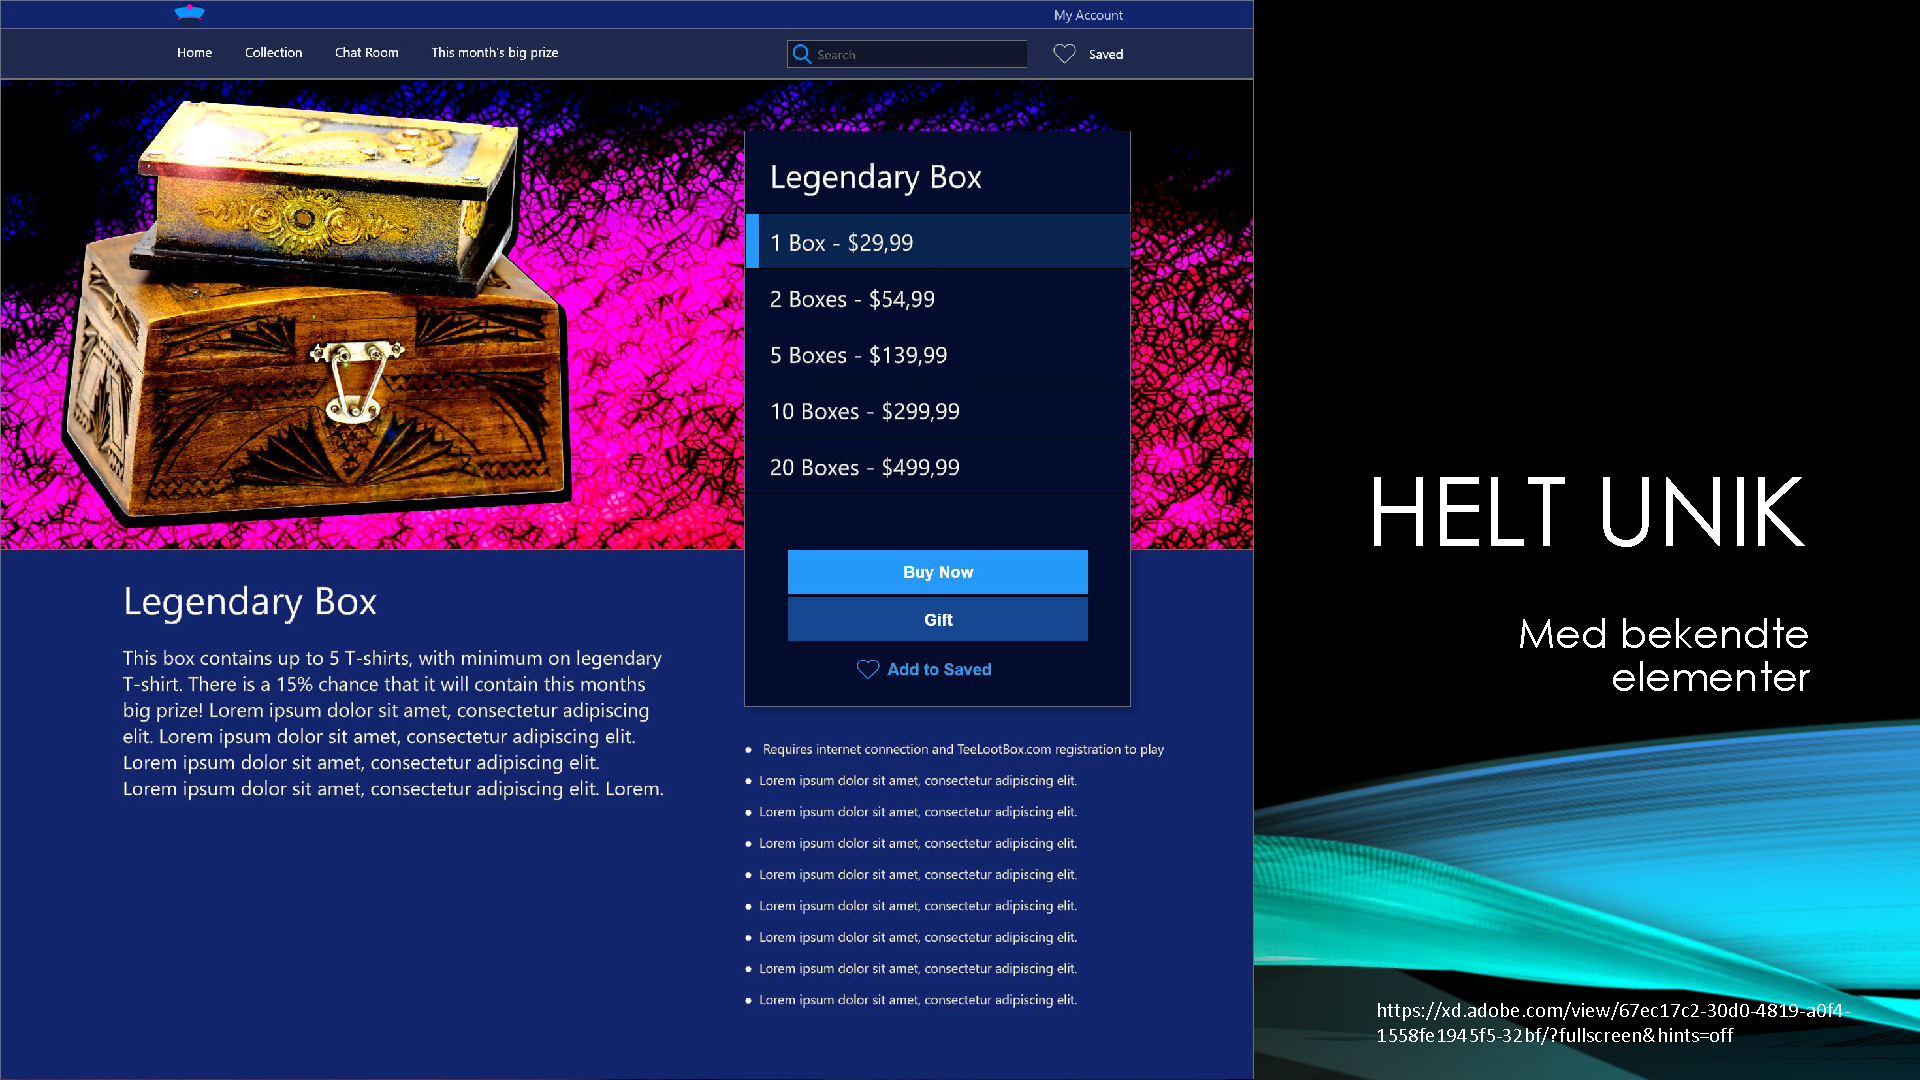 My Account
Home
Collection
Chat Room
This month's big prize
Search
Saved
Legendary Box
1 Box - $29,99
2 Boxes - $54,99
5 Boxes - $139,99
10 Boxes - $299,99
20 Boxes - $499,99
Buy Now
Gift
Add to Saved
Legendary Box
This box contains up to 5 T-shirts, with minimum on legendary
T-shirt. There is a 15% chance that it will contain this months
big prize! Lorem ipsum dolor sit amet, consectetur adipiscing
elit. Lorem ipsum dolor sit amet, consectetur adipiscing elit.
Lorem ipsum dolor sit amet, consectetur adipiscing elit.
Lorem ipsum dolor sit amet, consectetur adipiscing elit. Lorem.
• Requires internet connection and TeeLootBox.com registration to play
• Lorem ipsum dolor sit amet, consectetur adipiscing elit.
• Lorem ipsum dolor sit amet, consectetur adipiscing elit.
• Lorem ipsum dolor sit amet, consectetur adipiscing elit.
• Lorem ipsum dolor sit amet, consectetur adipiscing elit.
• Lorem ipsum dolor sit amet, consectetur adipiscing elit.
• Lorem ipsum dolor sit amet, consectetur adipiscing elit.
• Lorem ipsum dolor sit amet, consectetur adipiscing elit.
• Lorem ipsum dolor sit amet, consectetur adipiscing elit.
HELT UNIK
Med bekendte
elementer
https://xd.adobe.com/view/67ec17c2-30d0-4819-a0f4-
1558fe1945f5-32bf/?fullscreen&hints=off